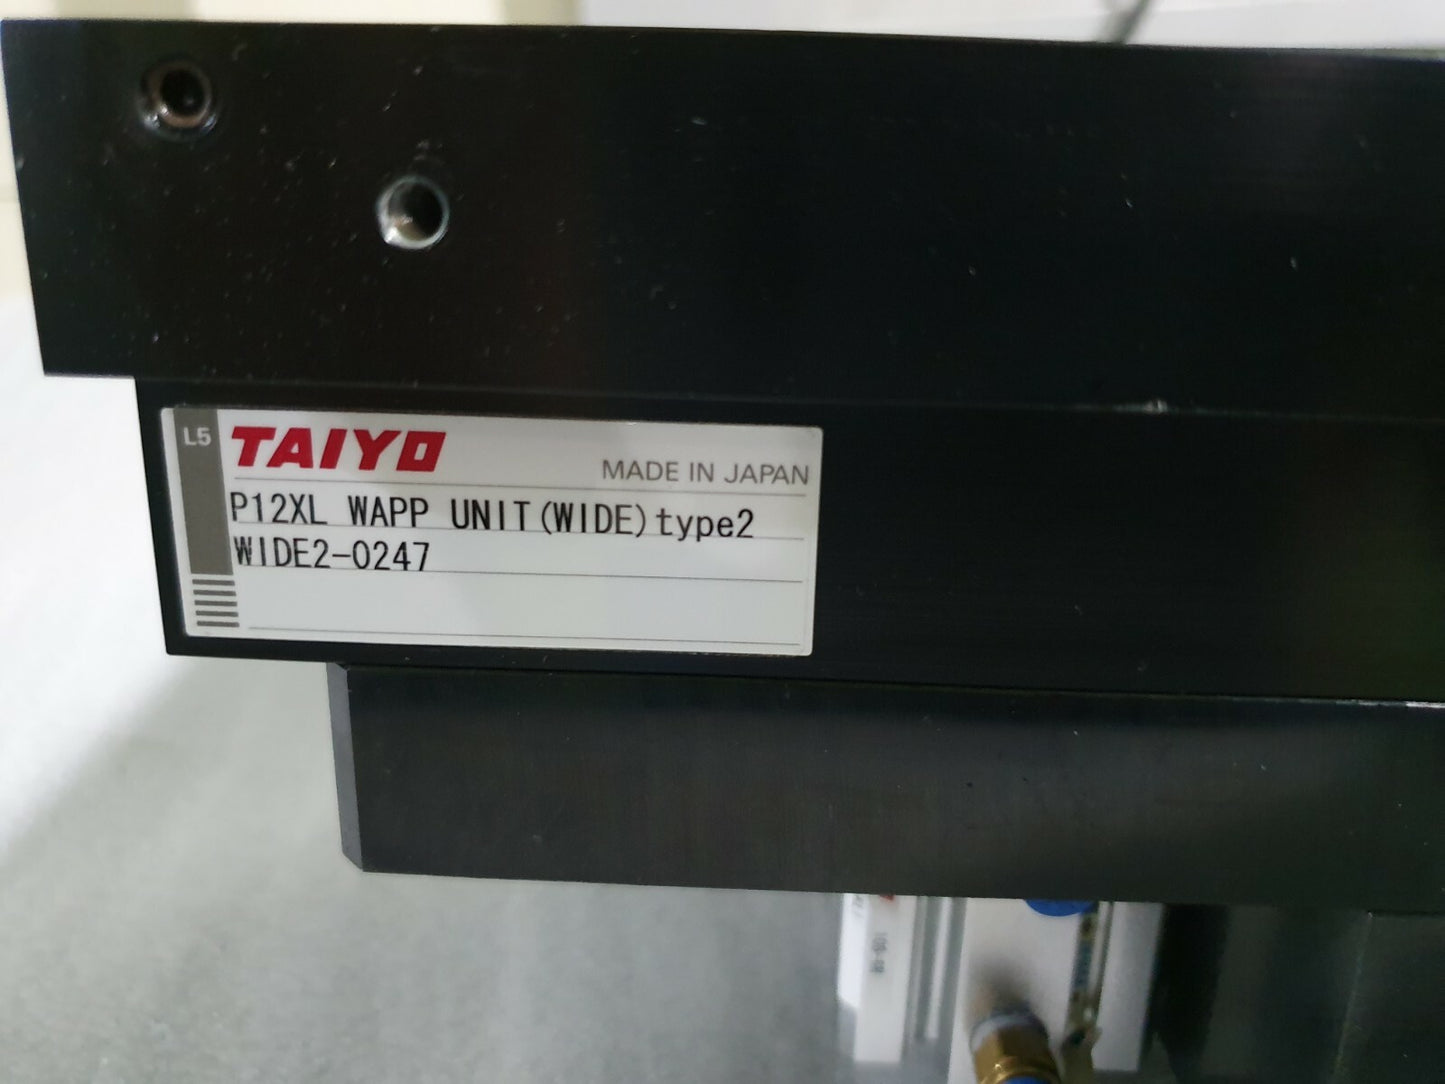 L5
TAIYO
MADE IN JAPAN
P12XL WAPP UNIT(WIDE)type2
WIDE2-0247